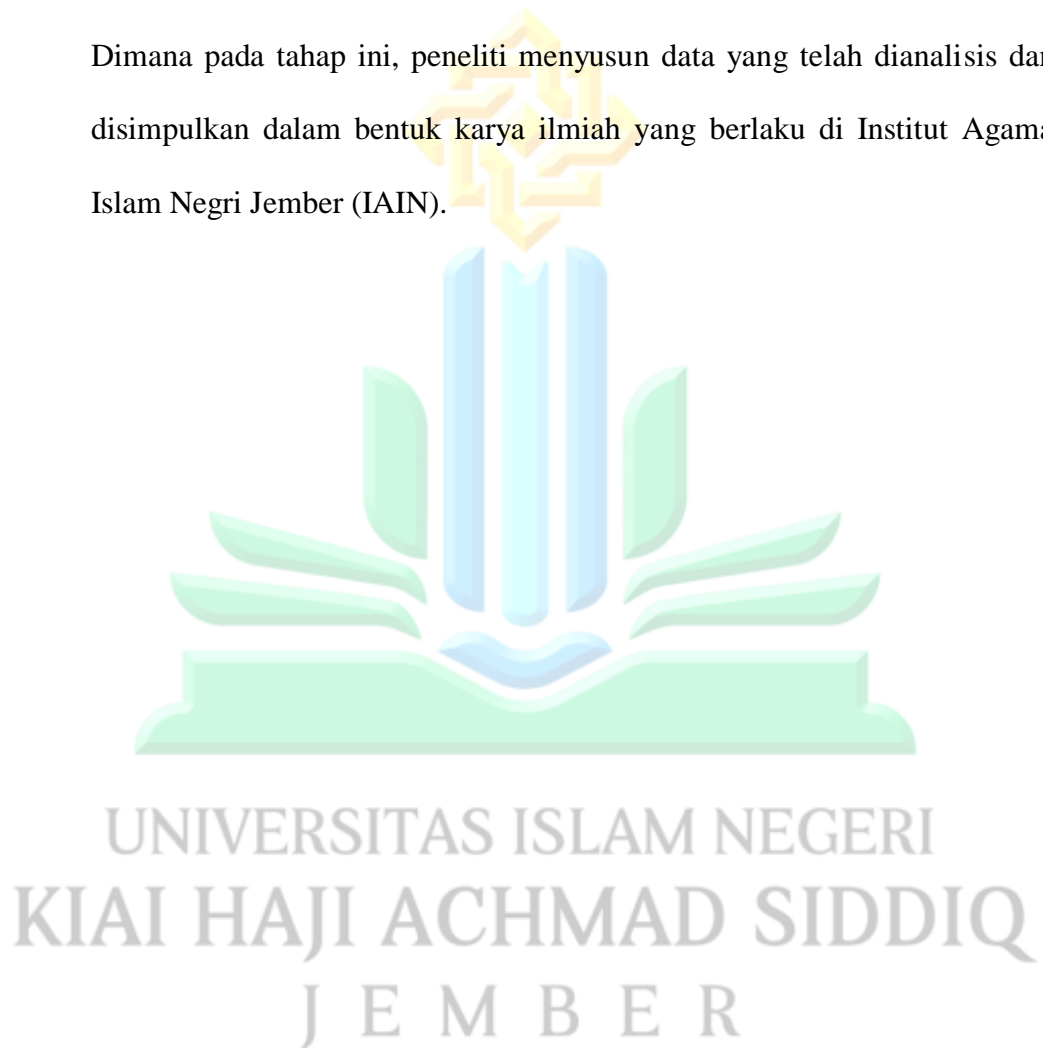 Dimana pada tahap ini, peneliti menyusun data yang telah dianalisis dan
disimpulkan dalam bentuk karya ilmiah yang berlaku di Institut Agama
Islam Negri Jember (IAIN).
UNIVERSITAS ISLAM NEGERI
KIAI HAJI ACHMAD SIDDIQ
JEMBER